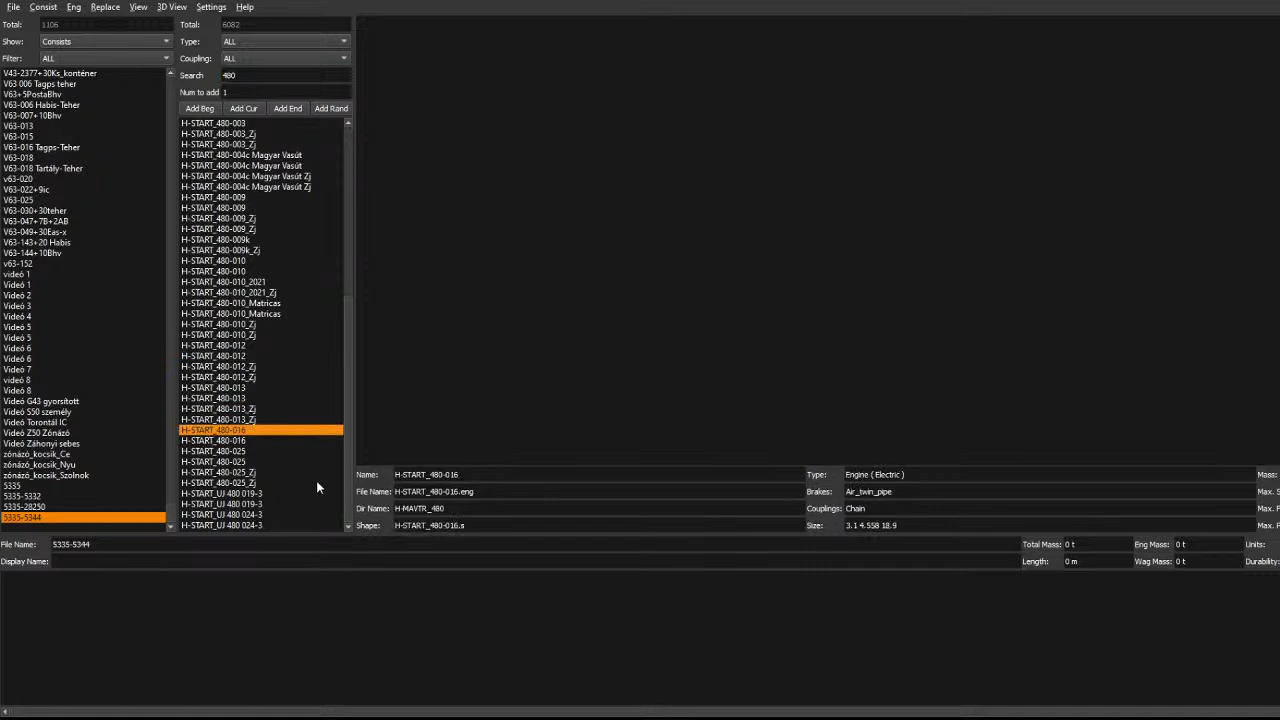 File Consist Eng Replace View 3D View Settings Help
Total: 1106 Total: 6082
Show: Consists Type: ALL
Filter: ALL Coupling: ALL
Search 480
Num to add 1
Add Beg Add Cur Add End Add Rand
V43-2377+30Ks_konténer
V63 006 Tagps teher
V63+5PostaBhv
V63-006 Habis-Teher
V63-007+10Bhv
V63-013
V63-015
V63-016 Tagps-Teher
V63-018
V63-018 Tartály-Teher
v63-020
V63-022+9ic
V63-025
V63-030+30teher
V63-047+7B+2AB
V63-049+30Eas-x
V63-143+20 Habis
V63-144+10Bhv
v63-152
videó 1
Videó 1
Videó 2
Videó 3
Videó 4
Videó 5
Videó 5
Videó 6
Videó 6
Videó 7
videó 8
Videó 8
Videó G43 gyorsított
Videó S50 személy
Videó Torontál IC
Videó Z50 Zónázó
Videó Záhonyi sebes
zónázó_kocsik_Ce
zónázó_kocsik_Nyu
zónázó_kocsik_Szolnok
5335
5335-5332
5335-28250
5335-5344
H-START_480-003
H-START_480-003_Zj
H-START_480-003_Zj
H-START_480-004c Magyar Vasút
H-START_480-004c Magyar Vasút
H-START_480-004c Magyar Vasút Zj
H-START_480-004c Magyar Vasút Zj
H-START_480-009
H-START_480-009
H-START_480-009_Zj
H-START_480-009_Zj
H-START_480-009k
H-START_480-009k_Zj
H-START_480-010
H-START_480-010
H-START_480-010_2021
H-START_480-010_2021_Zj
H-START_480-010_Matricas
H-START_480-010_Matricas
H-START_480-010_Zj
H-START_480-010_Zj
H-START_480-012
H-START_480-012
H-START_480-012_Zj
H-START_480-012_Zj
H-START_480-013
H-START_480-013
H-START_480-013_Zj
H-START_480-013_Zj
H-START_480-016
H-START_480-016
H-START_480-025
H-START_480-025
H-START_480-025_Zj
H-START_480-025_Zj
H-START_UJ 480 019-3
H-START_UJ 480 019-3
H-START_UJ 480 024-3
H-START_UJ 480 024-3
Name: H-START_480-016 Type: Engine ( Electric ) Mass:
File Name: H-START_480-016.eng Brakes: Air_twin_pipe Max. S
Dir Name: H-MAVTR_480 Couplings: Chain Max. F
Shape: H-START_480-016.s Size: 3.1 4.558 18.9 Max. F
File Name: 5335-5344 Total Mass: 0 t Eng Mass: 0 t Units:
Display Name: Length: 0 m Wag Mass: 0 t Durability: